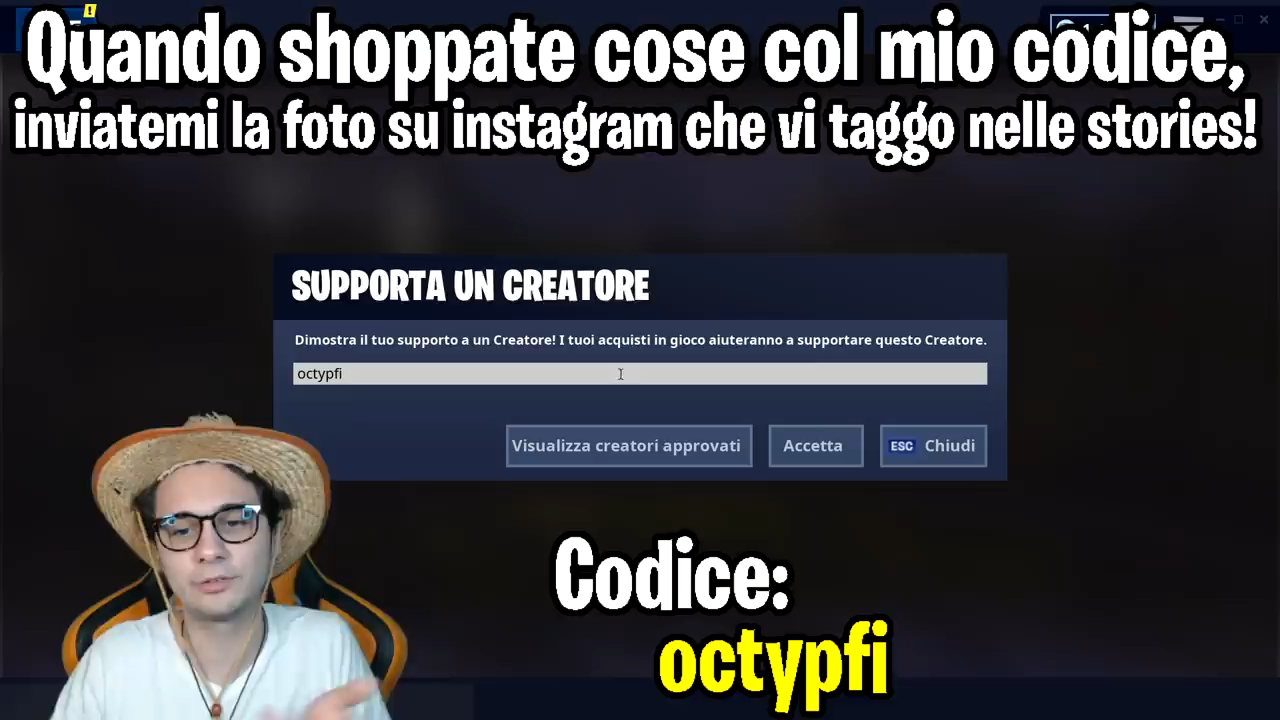 Quando shoppate cose col mio codice,
inviatemi la foto su instagram che vi taggo nelle stories!
SUPPORTA UN CREATORE
Dimostra il tuo supporto a un Creatore! I tuoi acquisti in gioco aiuteranno a supportare questo Creatore.
octypfi
Visualizza creatori approvati
Accetta
ESC Chiudi
Codice:
octypfi